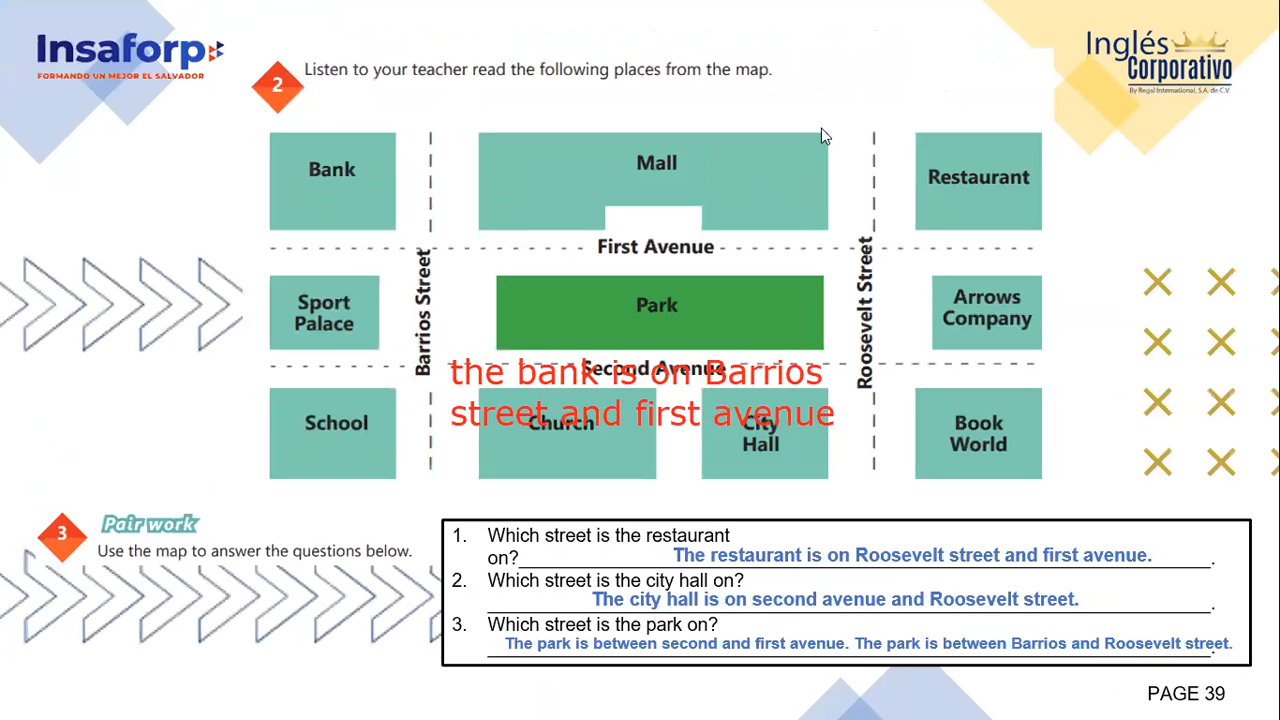 Insaforp
FORMANDO UN MEJOR EL SALVADOR
Inglés
Corporativo
By Regal International, S.A. de C.V.
2
Listen to your teacher read the following places from the map.
Bank
Mall
Restaurant
First Avenue
Barrios Street
Roosevelt Street
Sport
Palace
Park
Arrows
Company
Second Avenue
the bank is on Barrios
street and first avenue
School
Church
City
Hall
Book
World
3
Pair work
Use the map to answer the questions below.
1. Which street is the restaurant
on? The restaurant is on Roosevelt street and first avenue.
2. Which street is the city hall on?
The city hall is on second avenue and Roosevelt street.
3. Which street is the park on?
The park is between second and first avenue. The park is between Barrios and Roosevelt street.
PAGE 39